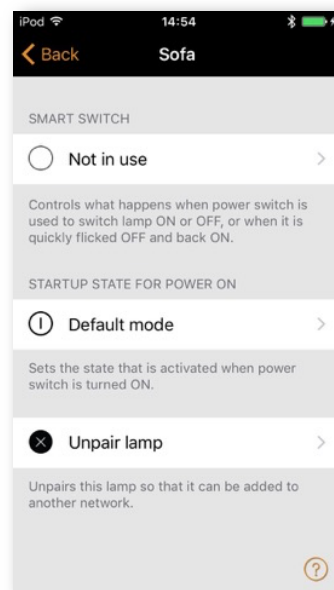 iPod 14:54
Back Sofa
SMART SWITCH
Not in use
Controls what happens when power switch is
used to switch lamp ON or OFF, or when it is
quickly flicked OFF and back ON.
STARTUP STATE FOR POWER ON
Default mode
Sets the state that is activated when power
switch is turned ON.
Unpair lamp
Unpairs this lamp so that it can be added to
another network.
?